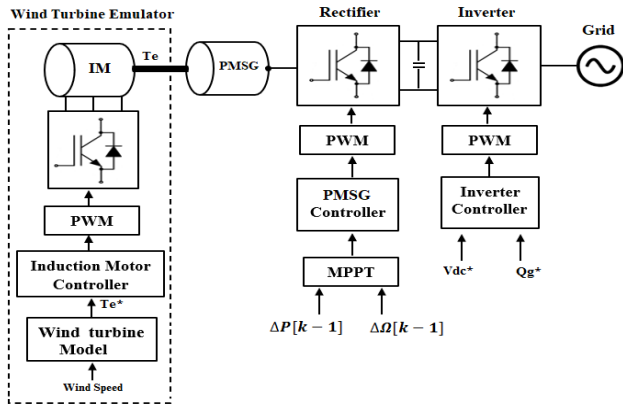 Wind Turbine Emulator
IM
Te
PMSG
PWM
Induction Motor
Controller
Te*
Wind turbine
Model
Wind Speed
Rectifier
Inverter
Grid
PWM
PWM
PMSG
Controller
Inverter
Controller
MPPT
Vdc*
Qg*
ΔP[k − 1]
ΔΩ[k − 1]